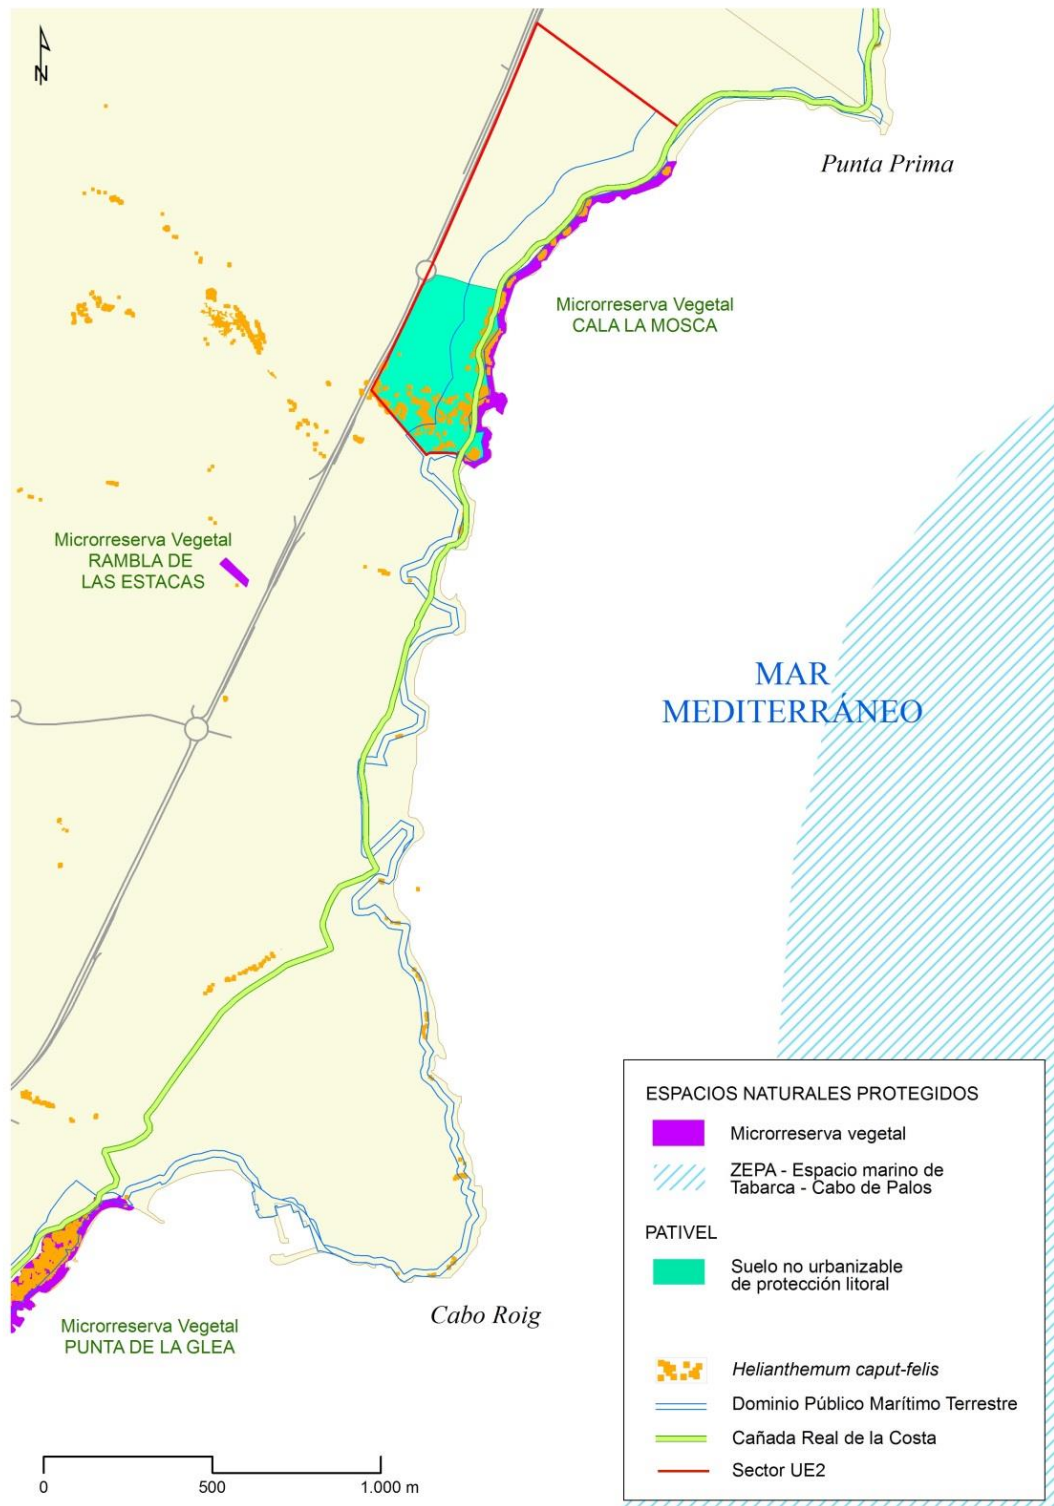 N
Punta Prima
Microrreserva Vegetal
CALA LA MOSCA
Microrreserva Vegetal
RAMBLA DE
LAS ESTACAS
MAR
MEDITERRÁNEO
Cabo Roig
Microrreserva Vegetal
PUNTA DE LA GLEA
0 500 1.000 m
ESPACIOS NATURALES PROTEGIDOS
Microrreserva vegetal
ZEPA - Espacio marino de
Tabarca - Cabo de Palos
PATIVEL
Suelo no urbanizable
de protección litoral
Helianthemum caput-felis
Dominio Público Marítimo Terrestre
Cañada Real de la Costa
Sector UE2